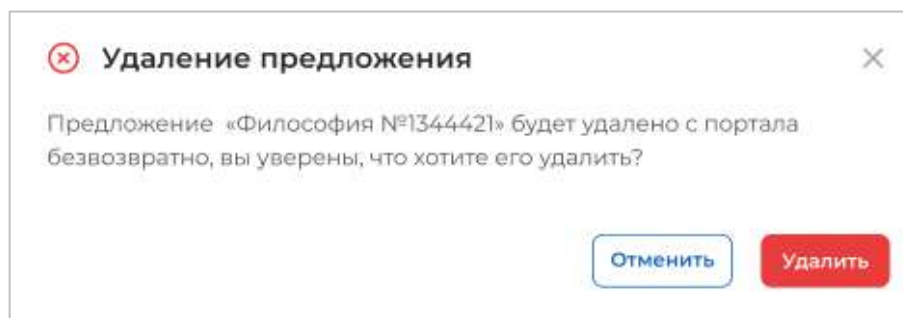 Удаление предложения
Предложение «Философия №1344421» будет удалено с портала
безвозвратно, вы уверены, что хотите его удалить?
Отменить
Удалить